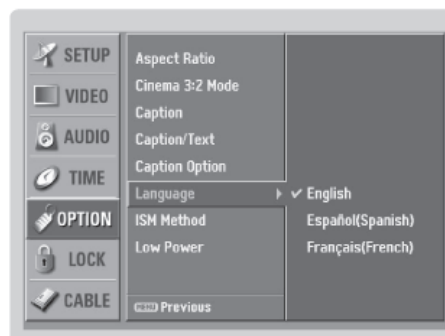 SETUP
VIDEO
AUDIO
TIME
OPTION
LOCK
CABLE
Aspect Ratio
Cinema 3:2 Mode
Caption
Caption/Text
Caption Option
Language
ISM Method
Low Power
MENU Previous
English
Español(Spanish)
Français(French)